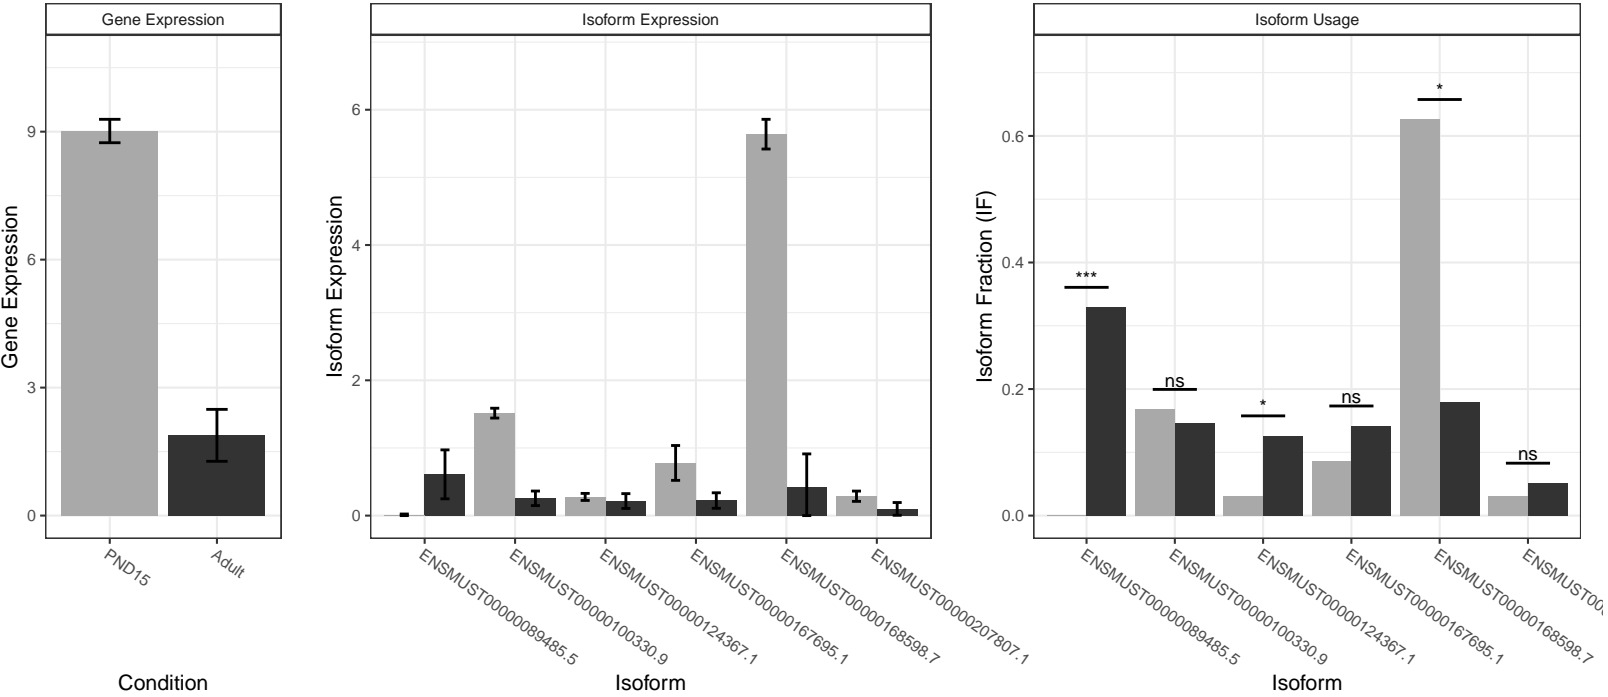 Gene Expression
Gene Expression
9
6
3
0
PND15
Adult
Condition
Isoform Expression
Isoform Expression
6
4
2
0
ENSMUST00000089485.5
ENSMUST00000010330.9
ENSMUST00000124367.1
ENSMUST00000167695.1
ENSMUST00000168598.7
ENSMUST00000207807.1
Isoform
Isoform Usage
Isoform Fraction (IF)
0.6
0.4
0.2
0.0
***
ns
*
ns
*
ns
ENSMUST00000089485.5
ENSMUST00000010330.9
ENSMUST00000124367.1
ENSMUST00000167695.1
ENSMUST00000168598.7
Isoform